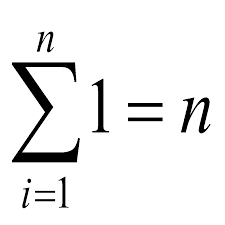 n
∑ 1 = n
i=1